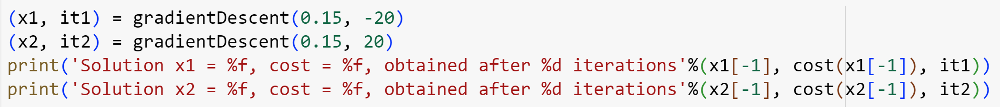 (x1, it1) = gradientDescent(0.15, -20)
(x2, it2) = gradientDescent(0.15, 20)
print('Solution x1 = %f, cost = %f, obtained after %d iterations'%(x1[-1], cost(x1[-1]), it1))
print('Solution x2 = %f, cost = %f, obtained after %d iterations'%(x2[-1], cost(x2[-1]), it2))